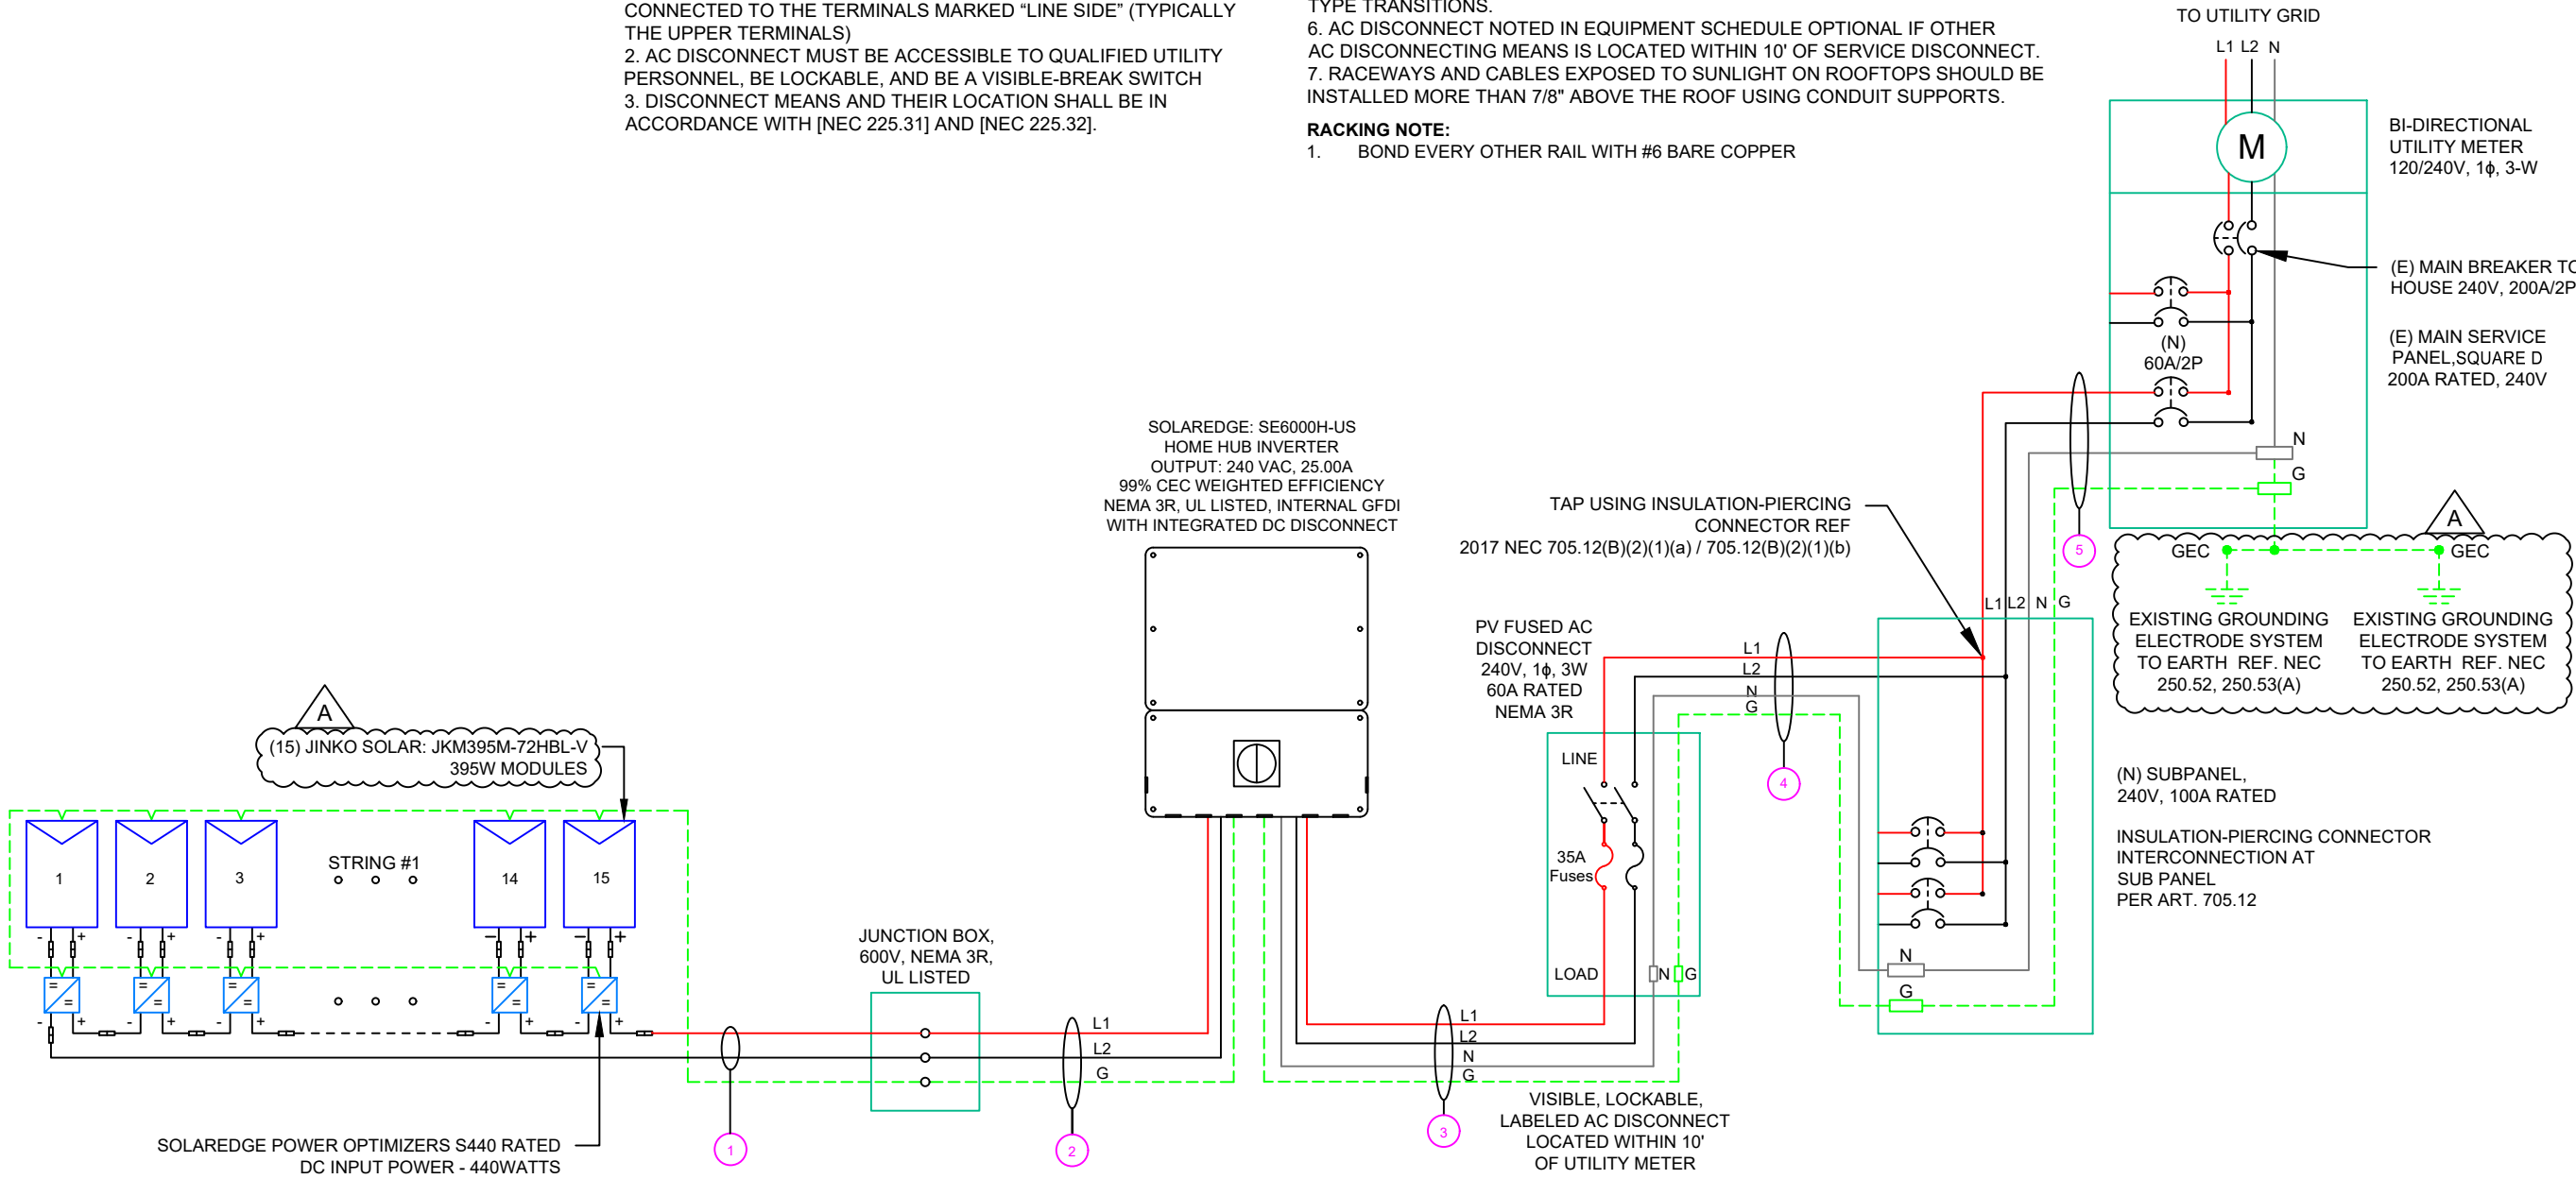 CONNECTED TO THE TERMINALS MARKED “LINE SIDE” (TYPICALLY
THE UPPER TERMINALS)
2. AC DISCONNECT MUST BE ACCESSIBLE TO QUALIFIED UTILITY
PERSONNEL, BE LOCKABLE, AND BE A VISIBLE-BREAK SWITCH
3. DISCONNECT MEANS AND THEIR LOCATION SHALL BE IN
ACCORDANCE WITH [NEC 225.31] AND [NEC 225.32].
TYPE TRANSITIONS.
6. AC DISCONNECT NOTED IN EQUIPMENT SCHEDULE OPTIONAL IF OTHER
AC DISCONNECTING MEANS IS LOCATED WITHIN 10' OF SERVICE DISCONNECT.
7. RACEWAYS AND CABLES EXPOSED TO SUNLIGHT ON ROOFTOPS SHOULD BE
INSTALLED MORE THAN 7/8" ABOVE THE ROOF USING CONDUIT SUPPORTS.
RACKING NOTE:
1. BOND EVERY OTHER RAIL WITH #6 BARE COPPER
TO UTILITY GRID
L1 L2 N
M
BI-DIRECTIONAL
UTILITY METER
120/240V, 1ϕ, 3-W
(E) MAIN BREAKER TO
HOUSE 240V, 200A/2P
(E) MAIN SERVICE
PANEL,SQUARE D
200A RATED, 240V
(N)
60A/2P
N
G
5
A
GEC
GEC
EXISTING GROUNDING
ELECTRODE SYSTEM
TO EARTH REF. NEC
250.52, 250.53(A)
EXISTING GROUNDING
ELECTRODE SYSTEM
TO EARTH REF. NEC
250.52, 250.53(A)
SOLAREDGE: SE6000H-US
HOME HUB INVERTER
OUTPUT: 240 VAC, 25.00A
99% CEC WEIGHTED EFFICIENCY
NEMA 3R, UL LISTED, INTERNAL GFDI
WITH INTEGRATED DC DISCONNECT
TAP USING INSULATION-PIERCING
CONNECTOR REF
2017 NEC 705.12(B)(2)(1)(a) / 705.12(B)(2)(1)(b)
L1 L2 N G
PV FUSED AC
DISCONNECT
240V, 1ϕ, 3W
60A RATED
NEMA 3R
L1
L2
N
G
4
LINE
35A
Fuses
LOAD
N G
(N) SUBPANEL,
240V, 100A RATED
INSULATION-PIERCING CONNECTOR
INTERCONNECTION AT
SUB PANEL
PER ART. 705.12
N
G
A
(15) JINKO SOLAR: JKM395M-72HBL-V
395W MODULES
1
2
3
STRING #1
14
15
- + - + - + - + - +
= = = = = = = = = =
- + - + - + - + - +
JUNCTION BOX,
600V, NEMA 3R,
UL LISTED
L1
L2
G
1
2
L1
L2
N
G
3
SOLAREDGE POWER OPTIMIZERS S440 RATED
DC INPUT POWER - 440WATTS
VISIBLE, LOCKABLE,
LABELED AC DISCONNECT
LOCATED WITHIN 10'
OF UTILITY METER